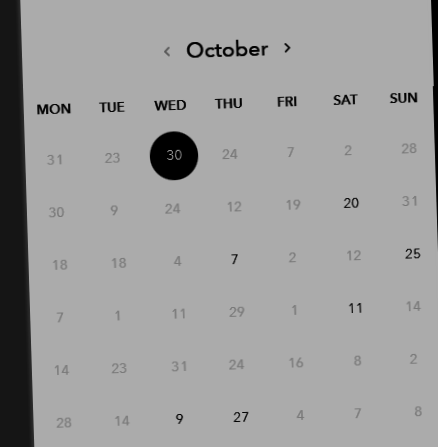 ‹ October ›
MON TUE WED THU FRI SAT SUN
31 23 30 24 7 2 28
30 9 24 12 19 20 31
18 18 4 7 2 12 25
7 1 11 29 1 11 14
14 23 31 24 16 8 2
28 14 9 27 4 7 8